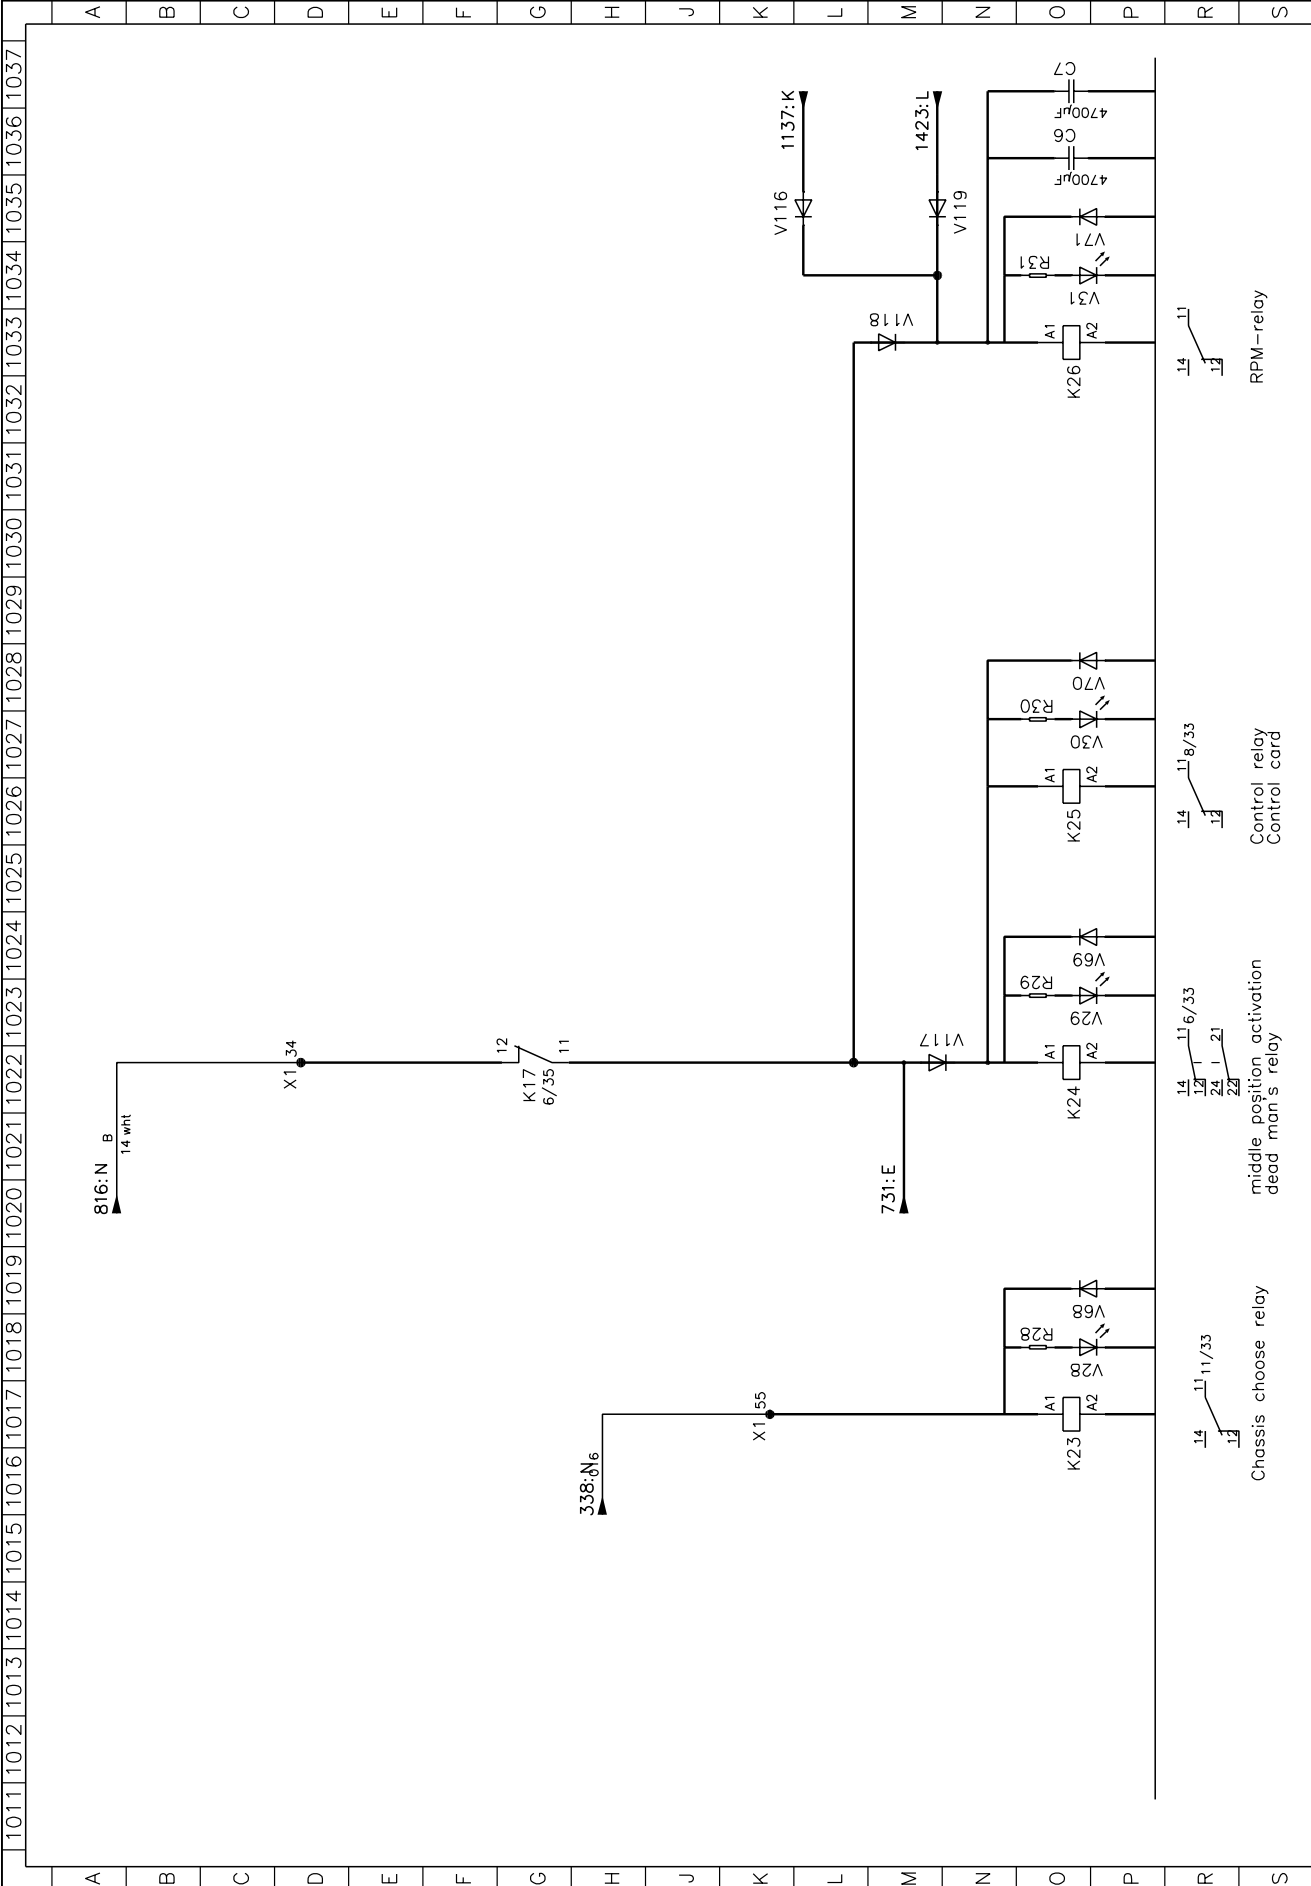 1011 1012 1013 1014 1015 1016 1017 1018 1019 1020 1021 1022 1023 1024 1025 1026 1027 1028 1029 1030 1031 1032 1033 1034 1035 1036 1037
A A
B B
C C
D D
E E
F F
G G
H H
J J
K K
L L
M M
N N
O O
P P
R R
S S
816:N
B
14 wht
X1 34
K17
6/35
12
11
338:N
X1 55
731:E
V117
V118
V116
1137:K
V119
1423:L
K23
A1
A2
R28
V28
V68
K24
A1
A2
R29
V29
V69
K25
A1
A2
R30
V30
V70
K26
A1
A2
R31
V31
V71
C6
4700µF
C7
4700µF
14
11 11/33
12
14
11 6/33
12
24
21
22
14
11 8/33
12
14
11
12
Chassis choose relay
middle position activation
dead man's relay
Control relay
Control card
RPM-relay